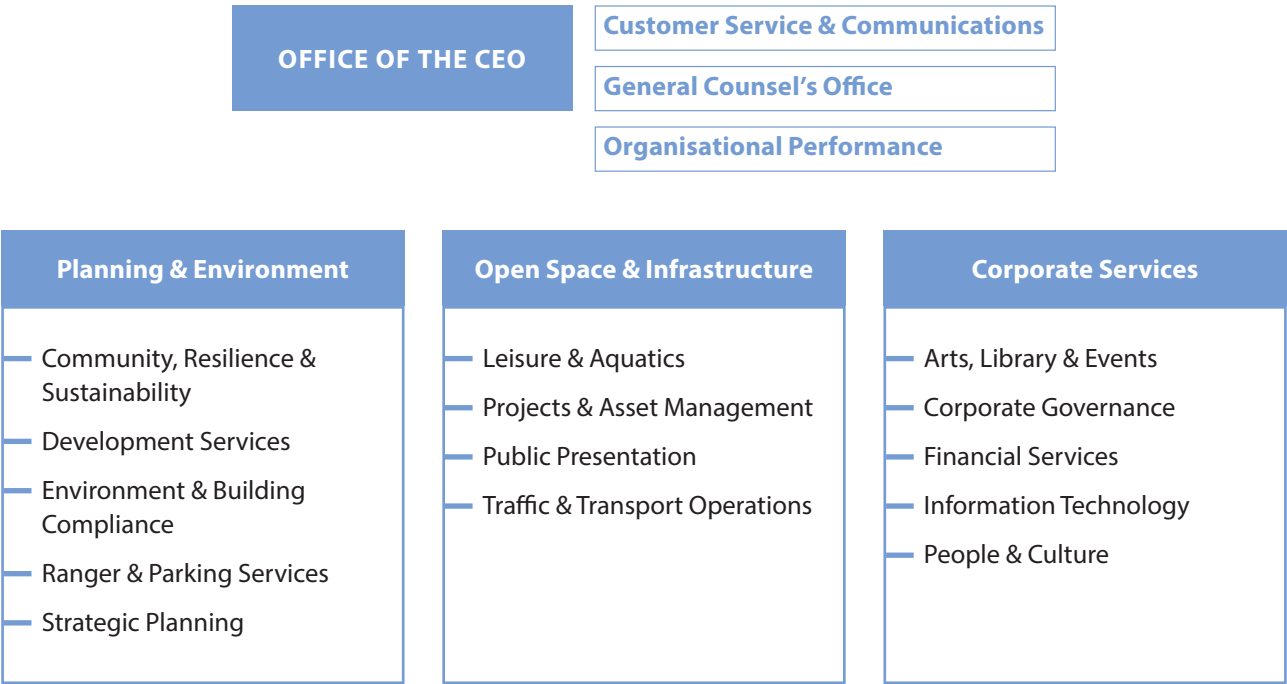 OFFICE OF THE CEO
Customer Service & Communications
General Counsel’s Office
Organisational Performance
Planning & Environment
Community, Resilience &
Sustainability
Development Services
Environment & Building
Compliance
Ranger & Parking Services
Strategic Planning
Open Space & Infrastructure
Leisure & Aquatics
Projects & Asset Management
Public Presentation
Traffic & Transport Operations
Corporate Services
Arts, Library & Events
Corporate Governance
Financial Services
Information Technology
People & Culture